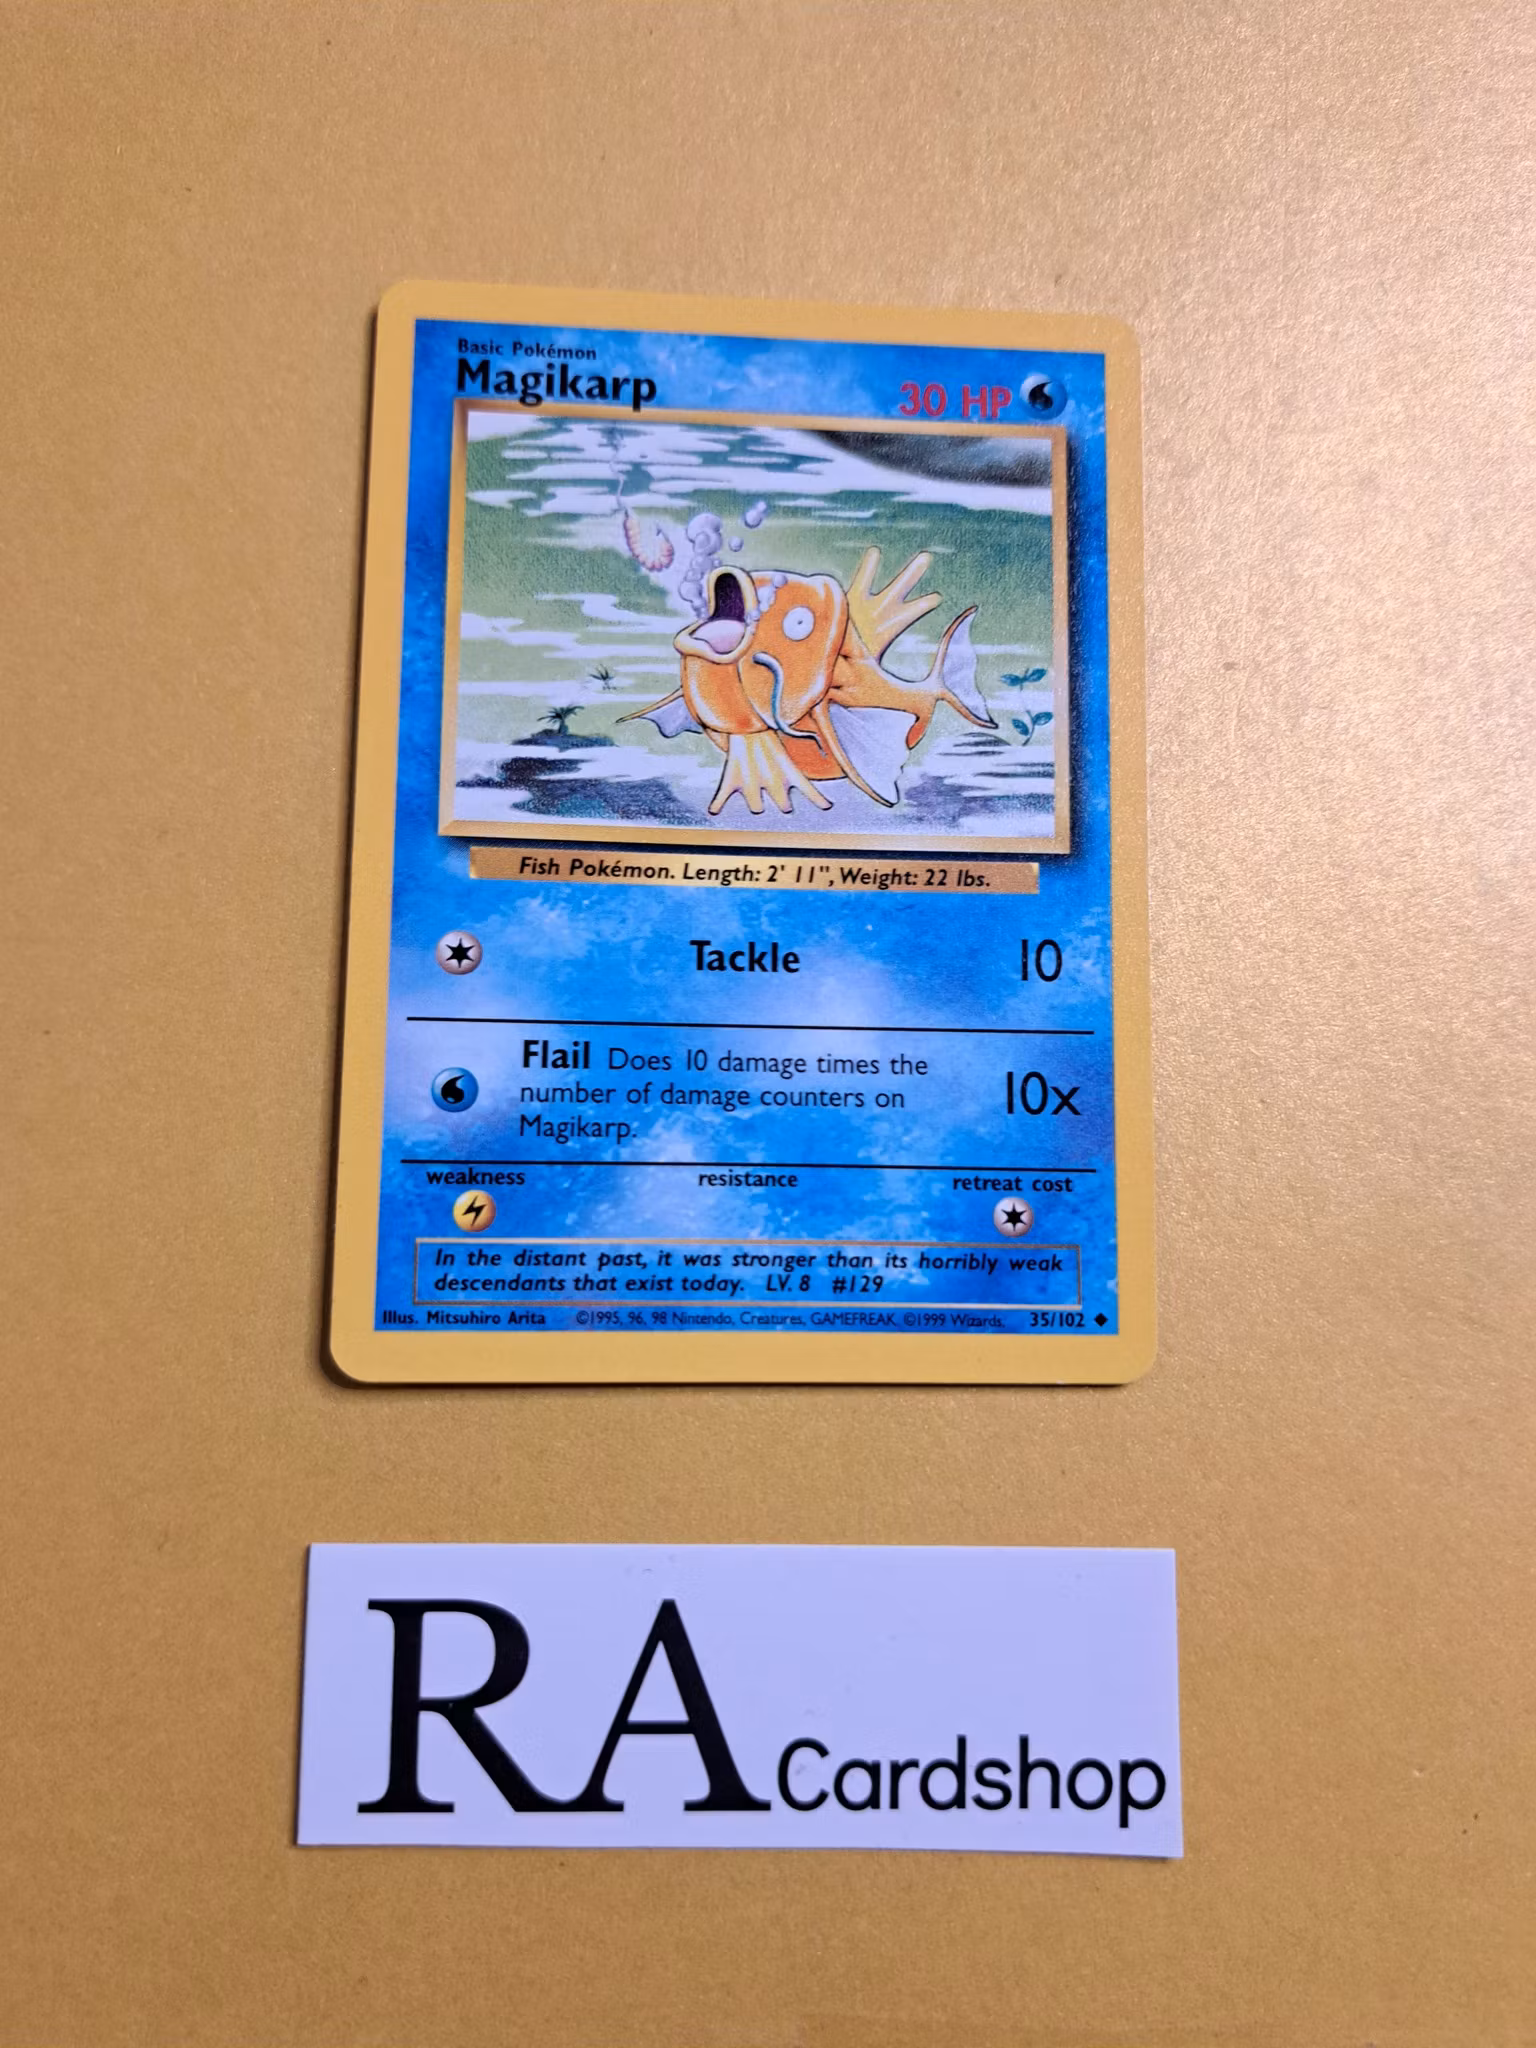 Basic Pokémon
Magikarp
30 HP
Fish Pokémon. Length: 2' 11", Weight: 22 lbs.
Tackle 10
Flail Does 10 damage times the
number of damage counters on
Magikarp.
10x
weakness resistance retreat cost
In the distant past, it was stronger than its horribly weak
descendants that exist today. LV. 8 #129
Illus. Mitsuhiro Arita ©1995, 96, 98 Nintendo, Creatures, GAMEFREAK. ©1999 Wizards. 35/102
RA Cardshop